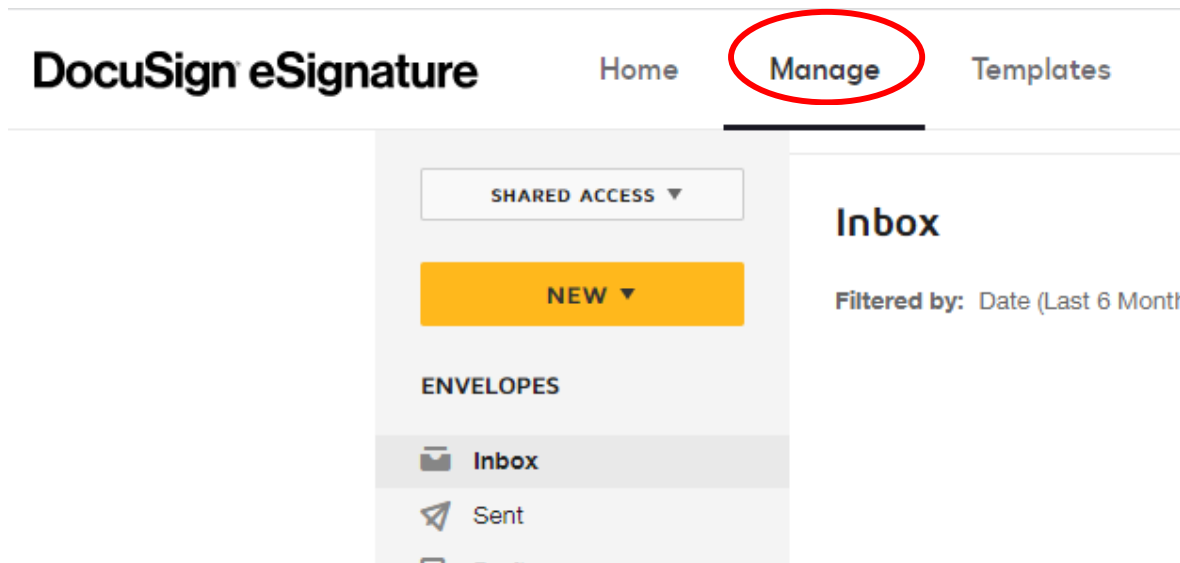 DocuSign eSignature Home Manage Templates
SHARED ACCESS
Inbox
NEW
Filtered by: Date (Last 6 Month
ENVELOPES
Inbox
Sent